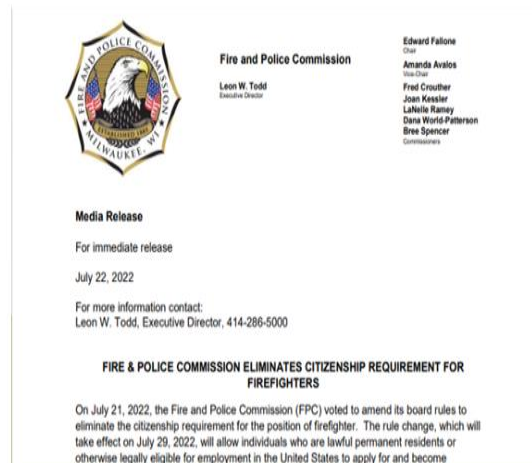 FIRE AND POLICE COMMISSION
ESTABLISHED 1885
MILWAUKEE, WI
Fire and Police Commission
Leon W. Todd
Executive Director
Edward Fallone
Chair
Amanda Avalos
Vice-Chair
Fred Crouther
Joan Kessler
LaNelle Ramey
Dana World-Patterson
Bree Spencer
Commissioners
Media Release
For immediate release
July 22, 2022
For more information contact:
Leon W. Todd, Executive Director, 414-286-5000
FIRE & POLICE COMMISSION ELIMINATES CITIZENSHIP REQUIREMENT FOR
FIREFIGHTERS
On July 21, 2022, the Fire and Police Commission (FPC) voted to amend its board rules to
eliminate the citizenship requirement for the position of firefighter. The rule change, which will
take effect on July 29, 2022, will allow individuals who are lawful permanent residents or
otherwise legally eligible for employment in the United States to apply for and become